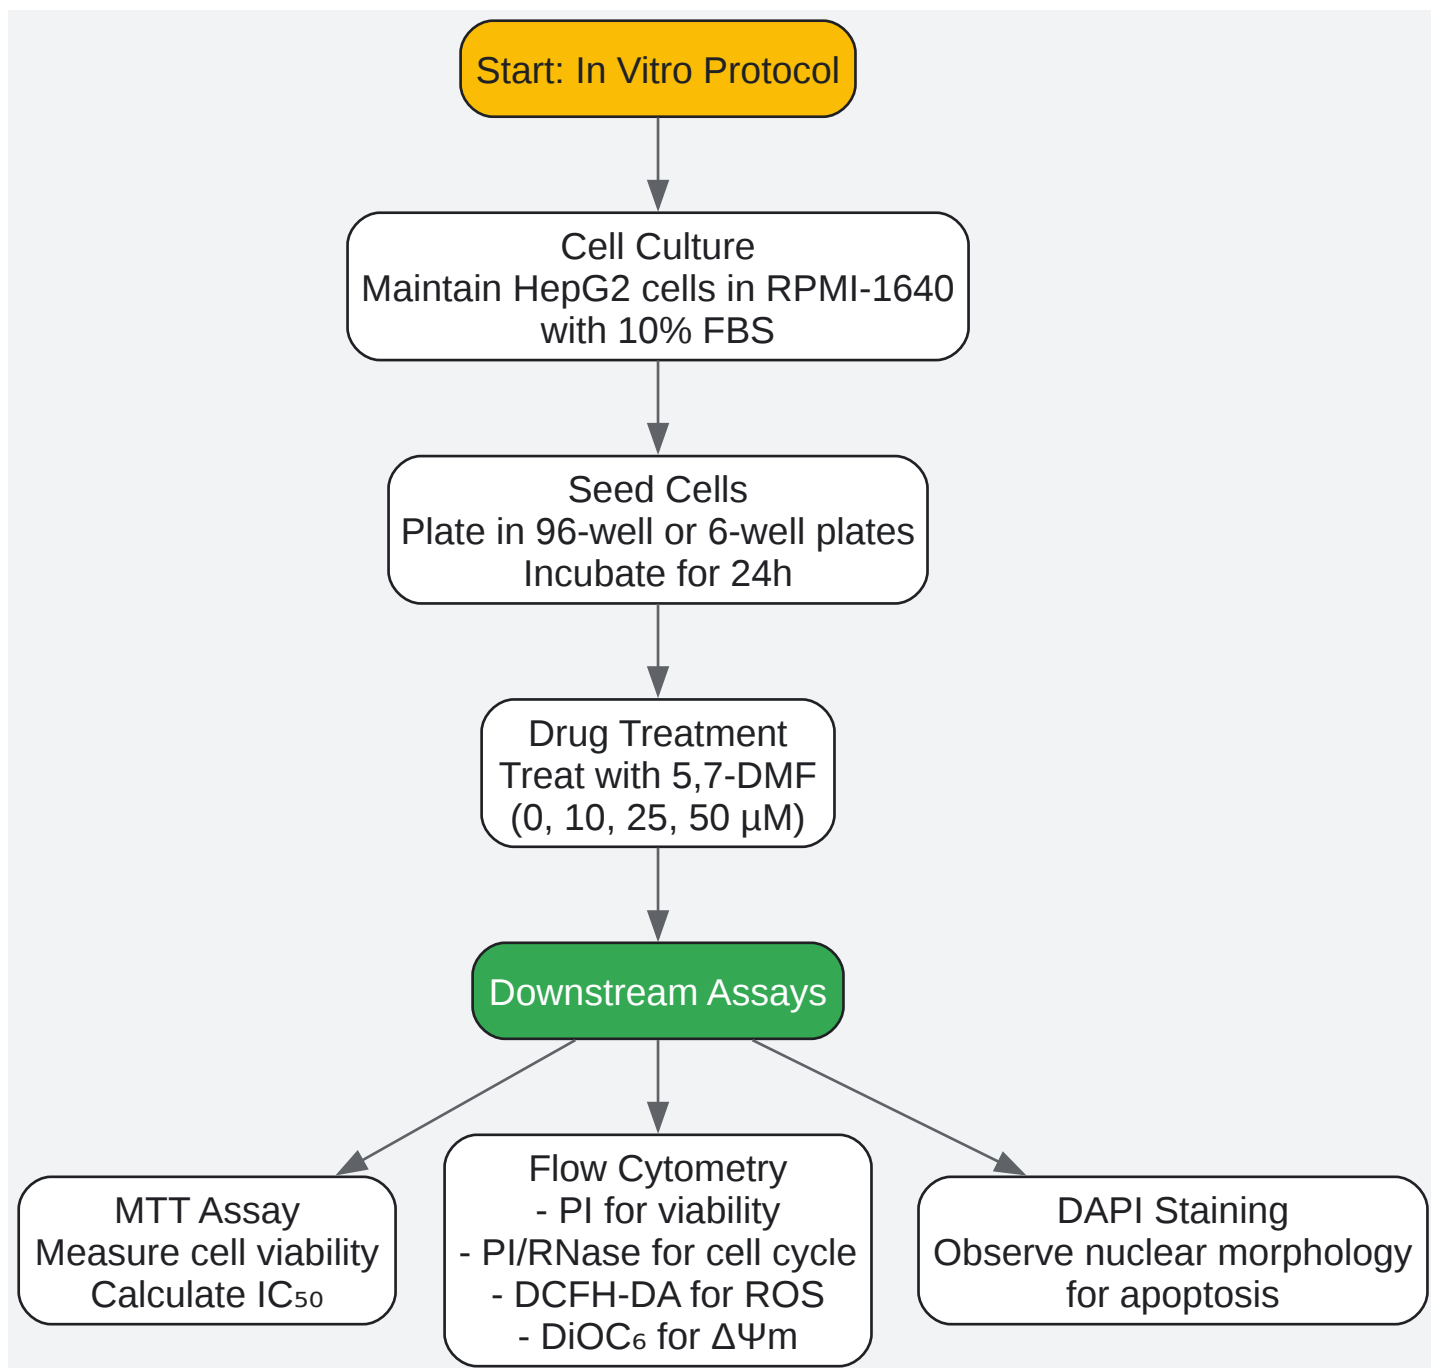 Start: In Vitro Protocol
Cell Culture
Maintain HepG2 cells in RPMI-1640
with 10% FBS
Seed Cells
Plate in 96-well or 6-well plates
Incubate for 24h
Drug Treatment
Treat with 5,7-DMF
(0, 10, 25, 50 µM)
Downstream Assays
MTT Assay
Measure cell viability
Calculate IC₅₀
Flow Cytometry
- PI for viability
- PI/RNase for cell cycle
- DCFH-DA for ROS
- DiOC₆ for ΔΨm
DAPI Staining
Observe nuclear morphology
for apoptosis